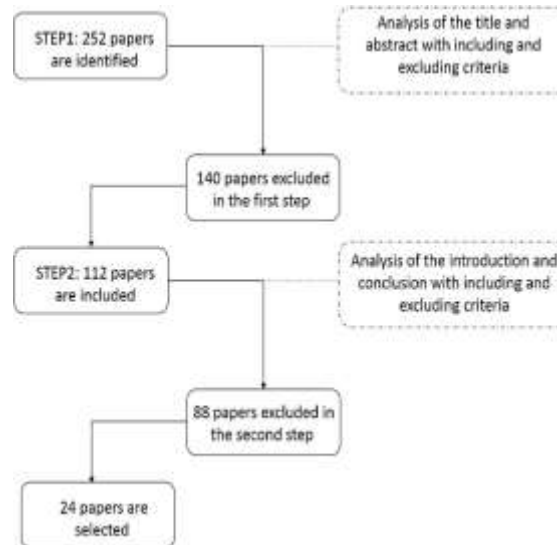 STEP1: 252 papers
are identified
Analysis of the title and
abstract with including and
excluding criteria
140 papers excluded
in the first step
STEP2: 112 papers
are included
Analysis of the introduction and
conclusion with including and
excluding criteria
88 papers excluded in
the second step
24 papers are
selected